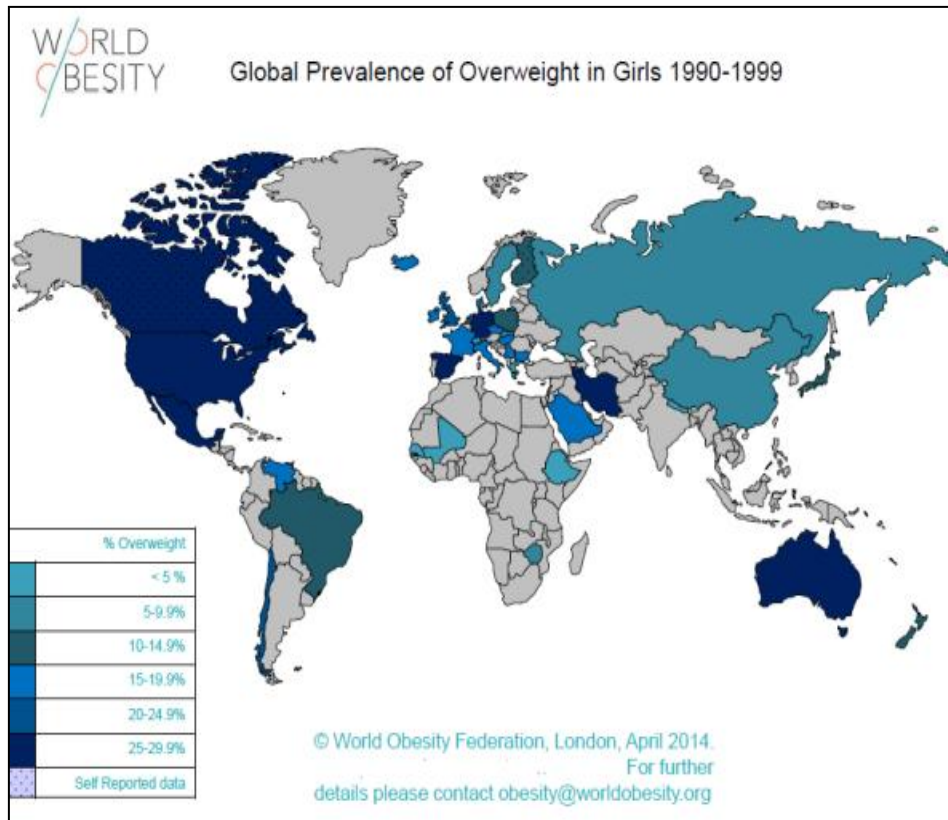 WORLD
OBESITY
Global Prevalence of Overweight in Girls 1990-1999
% Overweight
< 5 %
5-9.9%
10-14.9%
15-19.9%
20-24.9%
25-29.9%
Self Reported data
© World Obesity Federation, London, April 2014.
For further
details please contact obesity@worldobesity.org